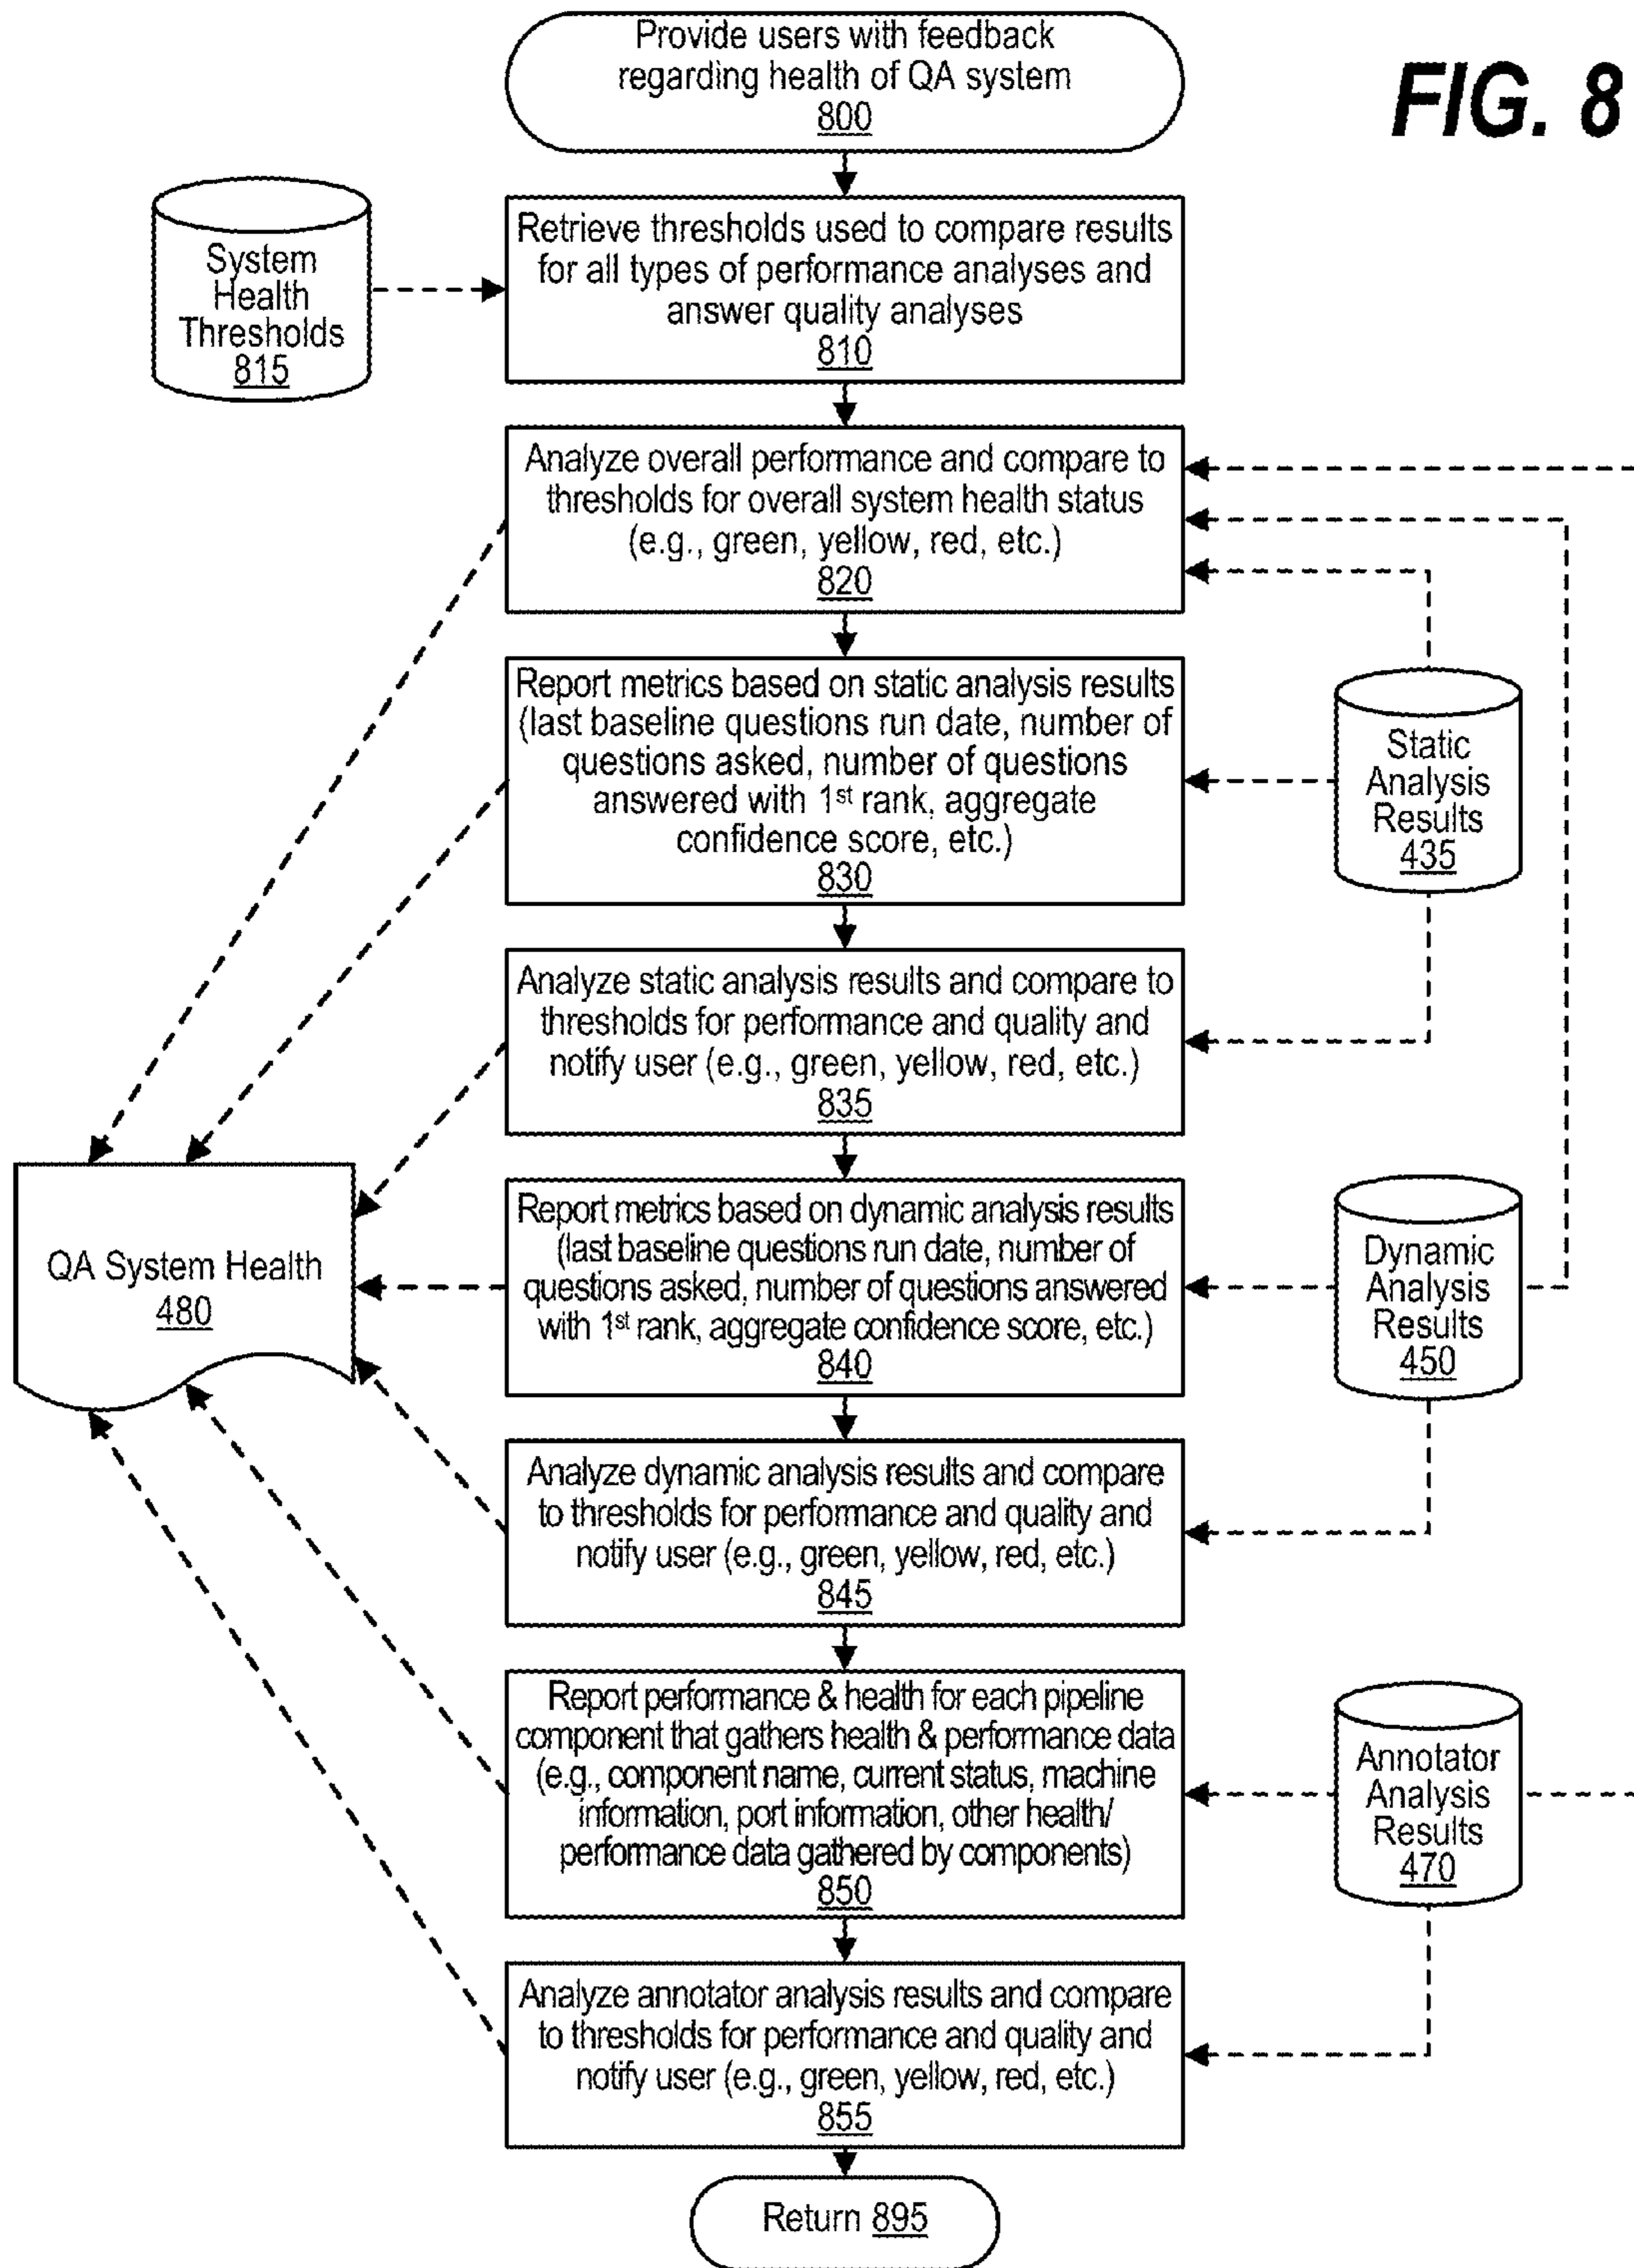 Provide users with feedback
regarding health of QA system
800
FIG. 8
System
Health
Thresholds
815
Retrieve thresholds used to compare results
for all types of performance analyses and
answer quality analyses
810
Analyze overall performance and compare to
thresholds for overall system health status
(e.g., green, yellow, red, etc.)
820
Report metrics based on static analysis results
(last baseline questions run date, number of
questions asked, number of questions
answered with 1st rank, aggregate
confidence score, etc.)
830
Static
Analysis
Results
435
Analyze static analysis results and compare to
thresholds for performance and quality and
notify user (e.g., green, yellow, red, etc.)
835
QA System Health
480
Report metrics based on dynamic analysis results
(last baseline questions run date, number of
questions asked, number of questions answered
with 1st rank, aggregate confidence score, etc.)
840
Dynamic
Analysis
Results
450
Analyze dynamic analysis results and compare
to thresholds for performance and quality and
notify user (e.g., green, yellow, red, etc.)
845
Report performance & health for each pipeline
component that gathers health & performance data
(e.g., component name, current status, machine
information, port information, other health/
performance data gathered by components)
850
Annotator
Analysis
Results
470
Analyze annotator analysis results and compare
to thresholds for performance and quality and
notify user (e.g., green, yellow, red, etc.)
855
Return 895